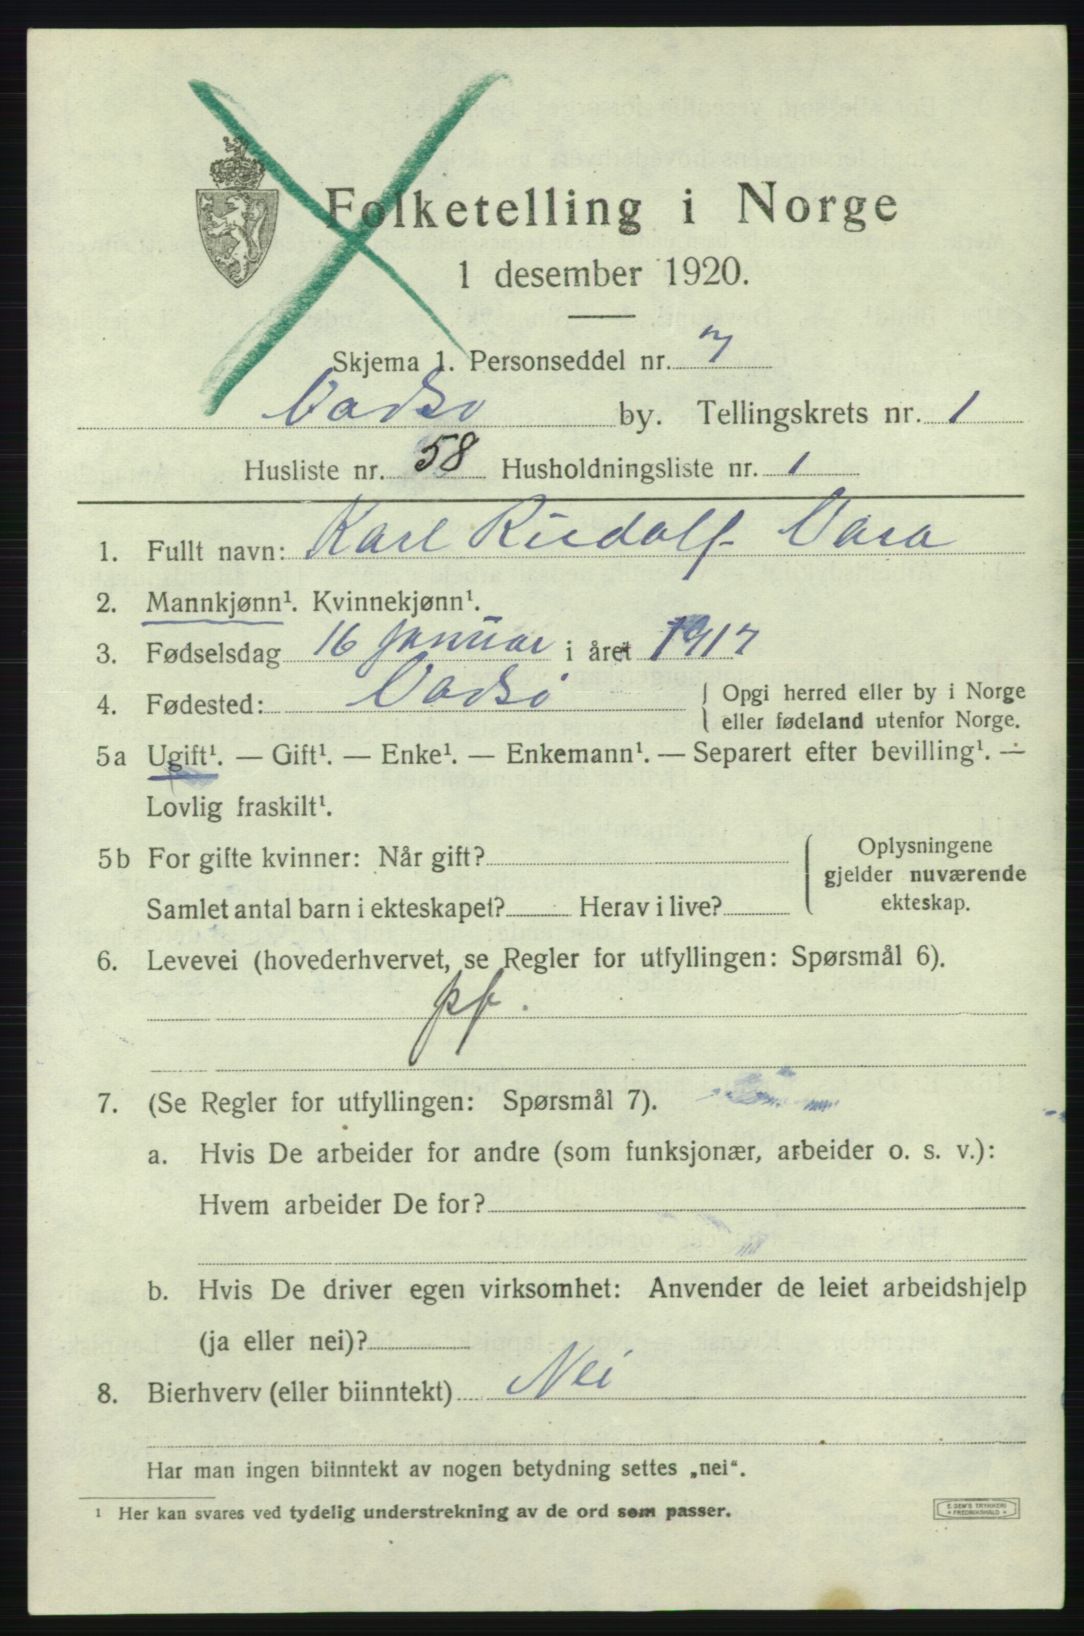 Folketelling i Norge
1 desember 1920.
Skjema 1. Personseddel nr. 7
Vadsø by. Tellingskrets nr. 1
Husliste nr. 58 Husholdningsliste nr. 1
1. Fullt navn: Karl Rudolf Vara
2. Mannkjønn¹. Kvinnekjønn¹.
3. Fødselsdag 16 januar i året 1917
4. Fødested: Vadsø
Opgi herred eller by i Norge
eller fødeland utenfor Norge.
5a Ugift¹. — Gift¹. — Enke¹. — Enkemann¹. — Separert efter bevilling¹. —
Lovlig fraskilt¹.
5b For gifte kvinner: Når gift?
Samlet antal barn i ekteskapet? Herav i live?
Oplysningene
gjelder nuværende
ekteskap.
6. Levevei (hovederhvervet, se Regler for utfyllingen: Spørsmål 6).
pf.
7. (Se Regler for utfyllingen: Spørsmål 7).
a. Hvis De arbeider for andre (som funksjonær, arbeider o. s. v.):
Hvem arbeider De for?
b. Hvis De driver egen virksomhet: Anvender de leiet arbeidshjelp
(ja eller nei)?
8. Bierhverv (eller biinntekt) Nei
Har man ingen biinntekt av nogen betydning settes „nei“.
¹ Her kan svares ved tydelig understrekning av de ord som passer.
E. SEM'S TRYKKERI
FREDRIKSHALD